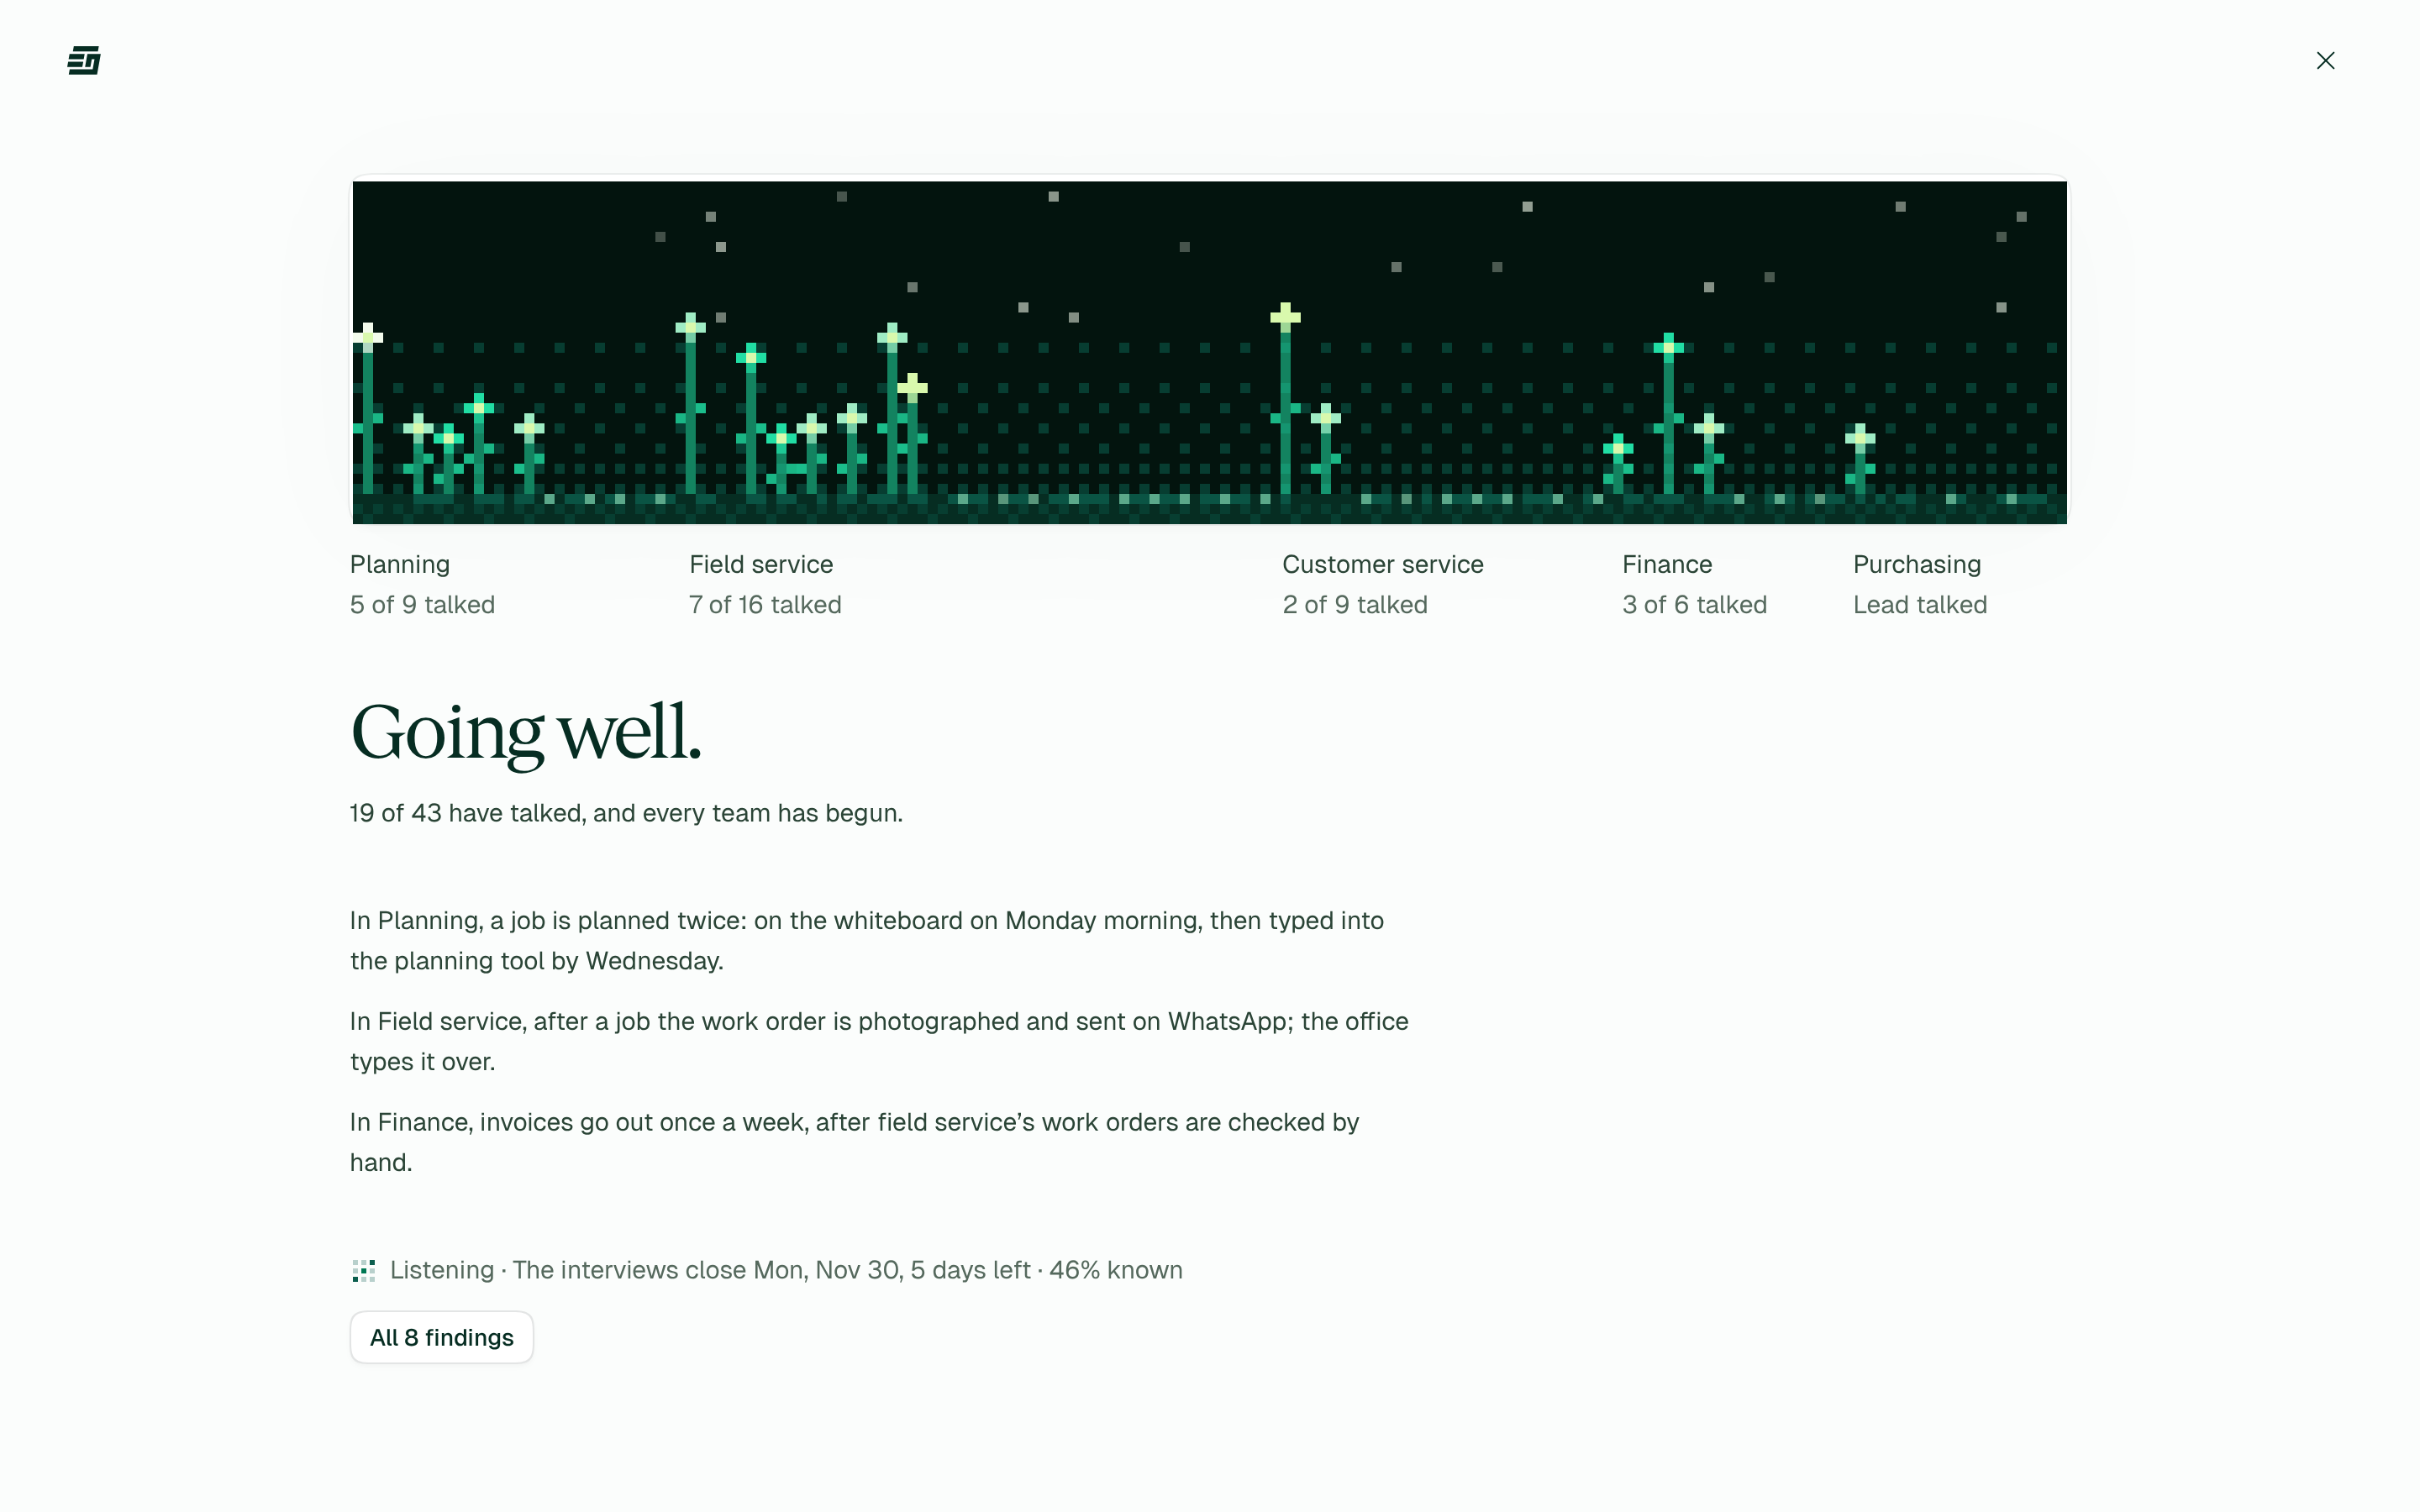 Planning
5 of 9 talked
Field service
7 of 16 talked
Customer service
2 of 9 talked
Finance
3 of 6 talked
Purchasing
Lead talked
Going well.
19 of 43 have talked, and every team has begun.
In Planning, a job is planned twice: on the whiteboard on Monday morning, then typed into
the planning tool by Wednesday.
In Field service, after a job the work order is photographed and sent on WhatsApp; the office
types it over.
In Finance, invoices go out once a week, after field service’s work orders are checked by
hand.
Listening · The interviews close Mon, Nov 30, 5 days left · 46% known
All 8 findings